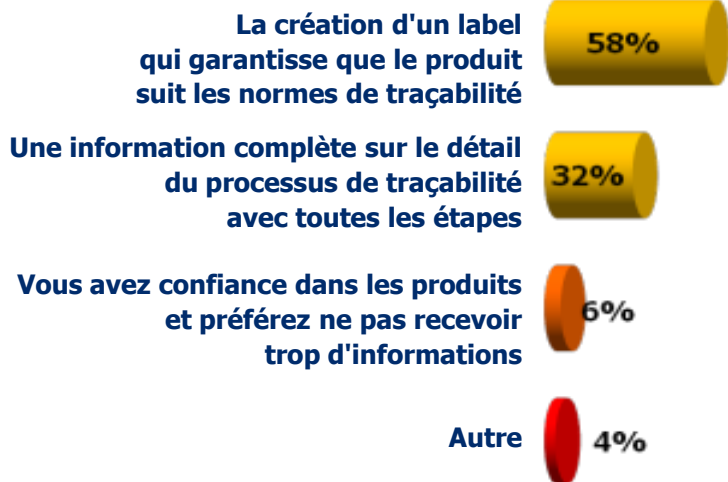 La création d'un label
qui garantisse que le produit
suit les normes de traçabilité
58%
Une information complète sur le détail
du processus de traçabilité
avec toutes les étapes
32%
Vous avez confiance dans les produits
et préférez ne pas recevoir
trop d'informations
6%
Autre
4%